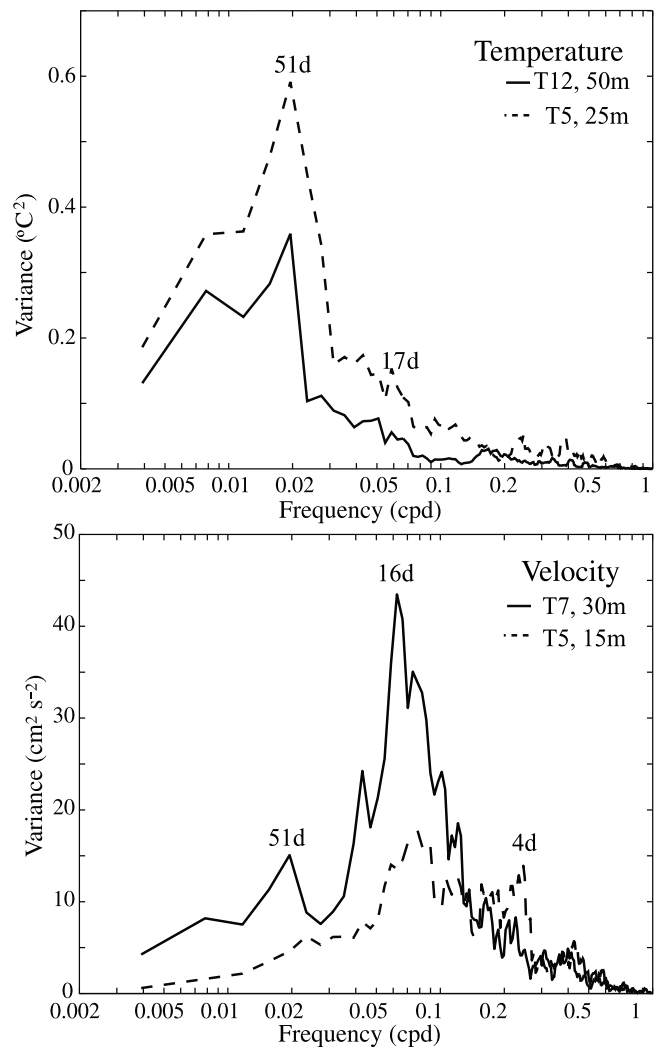 Temperature
T12, 50m
T5, 25m
51d
17d
0.6
0.4
0.2
0
Variance (°C²)
0.002 0.005 0.01 0.02 0.05 0.1 0.2 0.5 1
Frequency (cpd)
Velocity
T7, 30m
T5, 15m
16d
51d
4d
50
40
30
20
10
0
Variance (cm² s⁻²)
0.002 0.005 0.01 0.02 0.05 0.1 0.2 0.5 1
Frequency (cpd)